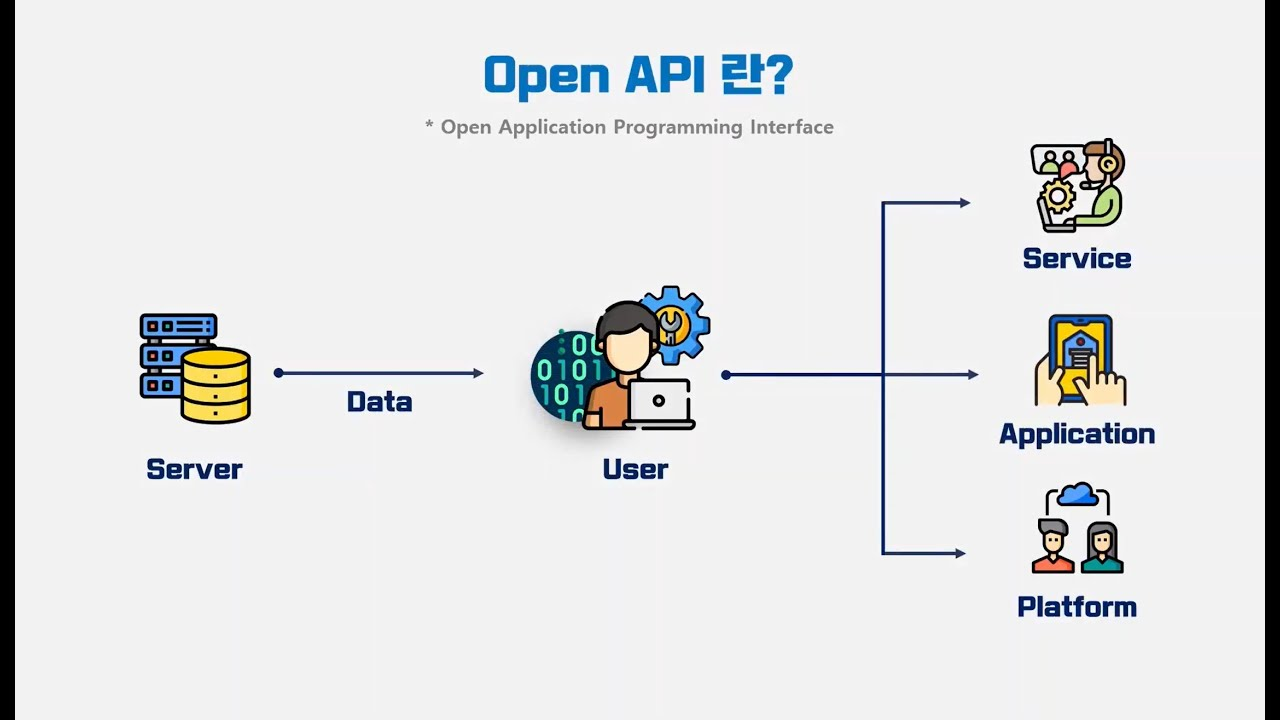 Open API 란?
* Open Application Programming Interface
Service
Data
Application
Server
User
Platform